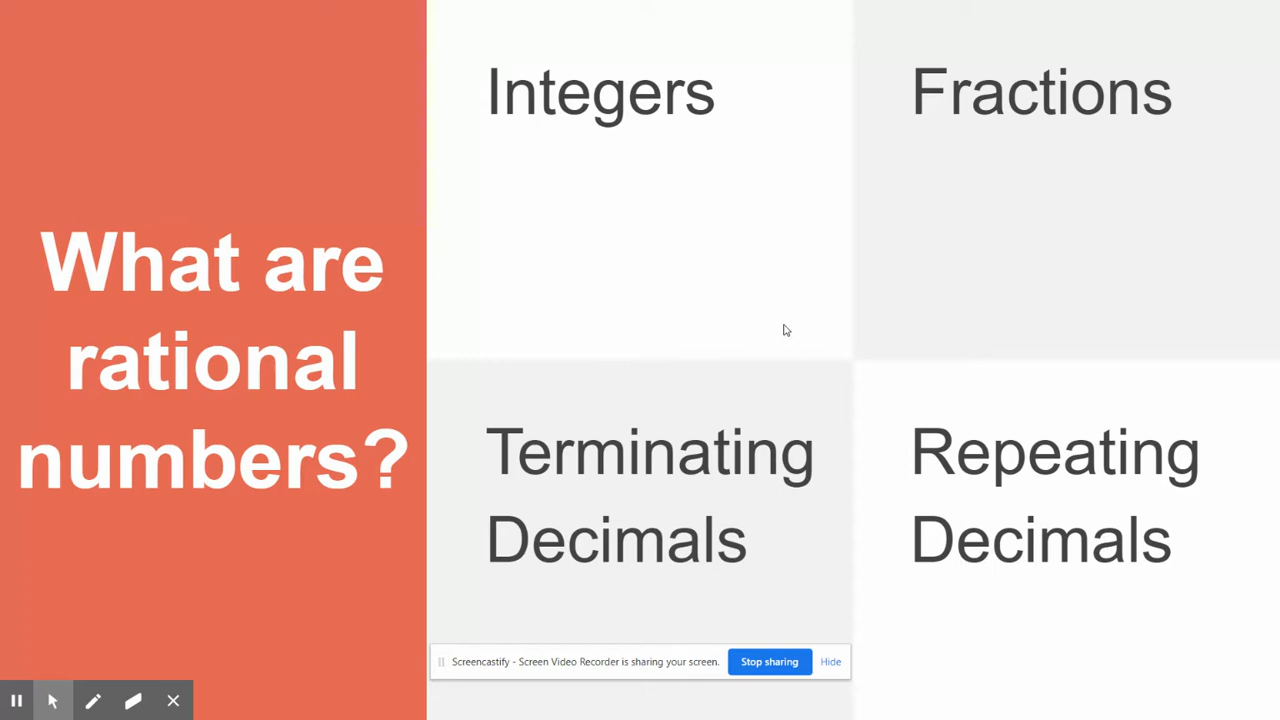 What are
rational
numbers?
Integers
Fractions
Terminating
Decimals
Repeating
Decimals
Screencastify - Screen Video Recorder is sharing your screen.
Stop sharing
Hide